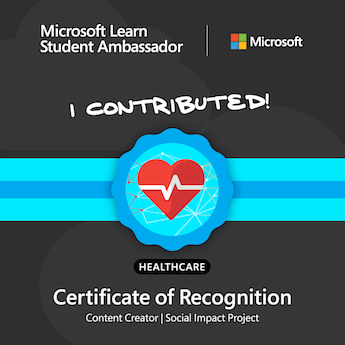 Microsoft Learn
Student Ambassador
Microsoft
I CONTRIBUTED!
HEALTHCARE
Certificate of Recognition
Content Creator | Social Impact Project